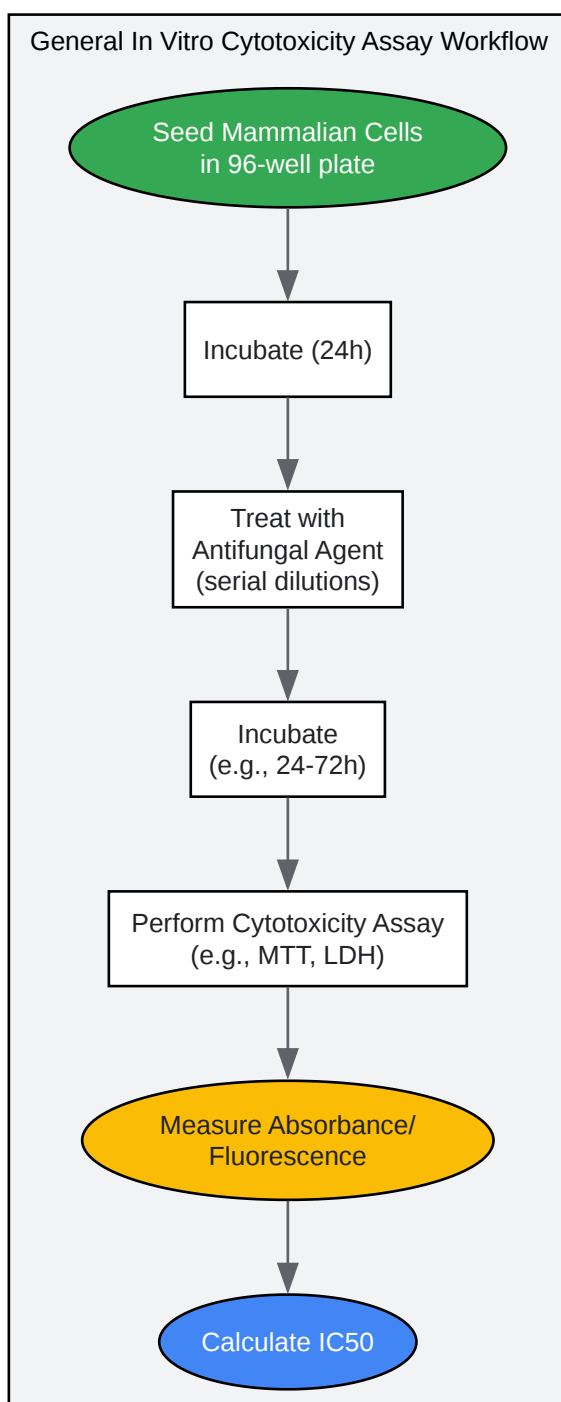 General In Vitro Cytotoxicity Assay Workflow
Seed Mammalian Cells
in 96-well plate
Incubate (24h)
Treat with
Antifungal Agent
(serial dilutions)
Incubate
(e.g., 24-72h)
Perform Cytotoxicity Assay
(e.g., MTT, LDH)
Measure Absorbance/
Fluorescence
Calculate IC50